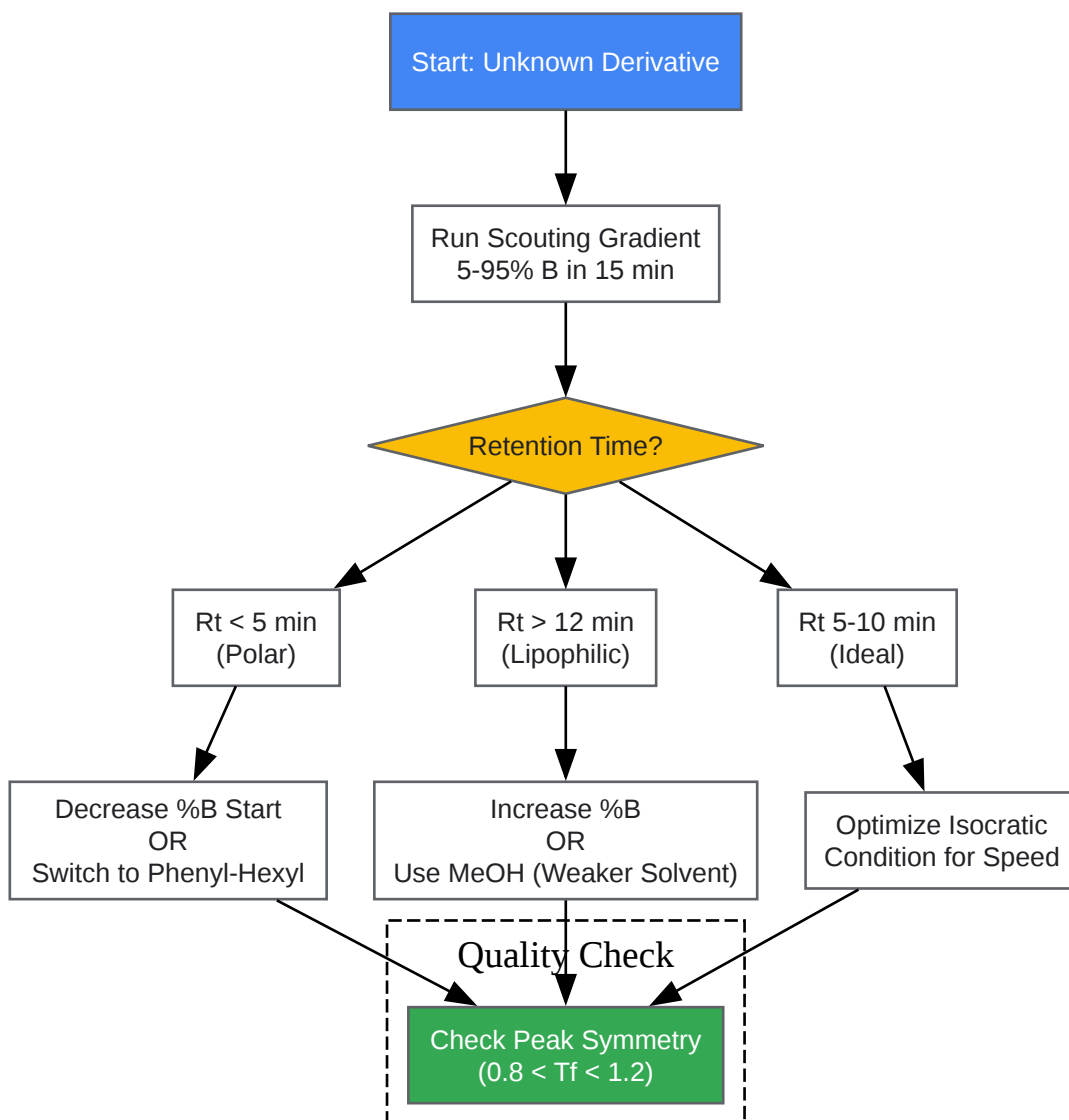 Start: Unknown Derivative
Run Scouting Gradient
5-95% B in 15 min
Retention Time?
Rt < 5 min
(Polar)
Rt > 12 min
(Lipophilic)
Rt 5-10 min
(Ideal)
Decrease %B Start
OR
Switch to Phenyl-Hexyl
Increase %B
OR
Use MeOH (Weaker Solvent)
Optimize Isocratic
Condition for Speed
Quality Check
Check Peak Symmetry
(0.8 < Tf < 1.2)